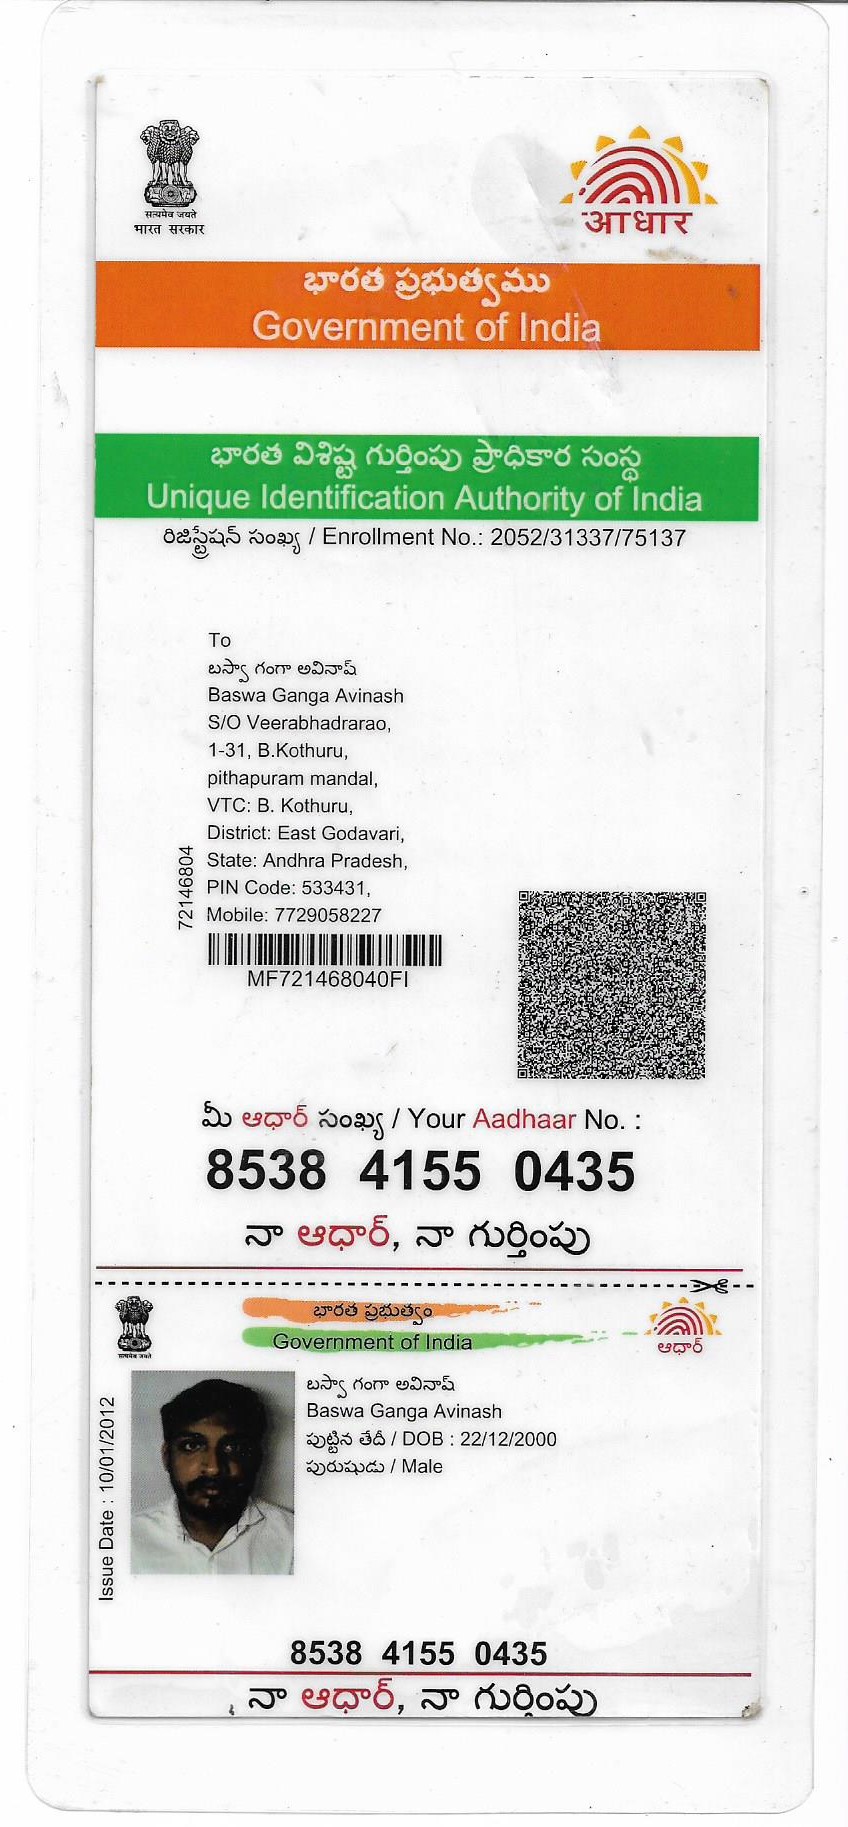 सत्यमेव जयते
भारत सरकार
आधार
భారత ప్రభుత్వము
Government of India
భారత విశిష్ట గుర్తింపు ప్రాధికార సంస్థ
Unique Identification Authority of India
రిజిస్ట్రేషన్ సంఖ్య / Enrollment No.: 2052/31337/75137
To
బస్వా గంగా అవినాష్
Baswa Ganga Avinash
S/O Veerabhadrarao,
1-31, B.Kothuru,
pithapuram mandal,
VTC: B. Kothuru,
District: East Godavari,
State: Andhra Pradesh,
PIN Code: 533431,
Mobile: 7729058227
72146804
MF721468040FI
మీ ఆధార్ సంఖ్య / Your Aadhaar No. :
8538 4155 0435
నా ఆధార్, నా గుర్తింపు
భారత ప్రభుత్వం
Government of India
सत्यमेव जयते
ఆధార్
Issue Date : 10/01/2012
బస్వా గంగా అవినాష్
Baswa Ganga Avinash
పుట్టిన తేదీ / DOB : 22/12/2000
పురుషుడు / Male
8538 4155 0435
నా ఆధార్, నా గుర్తింపు